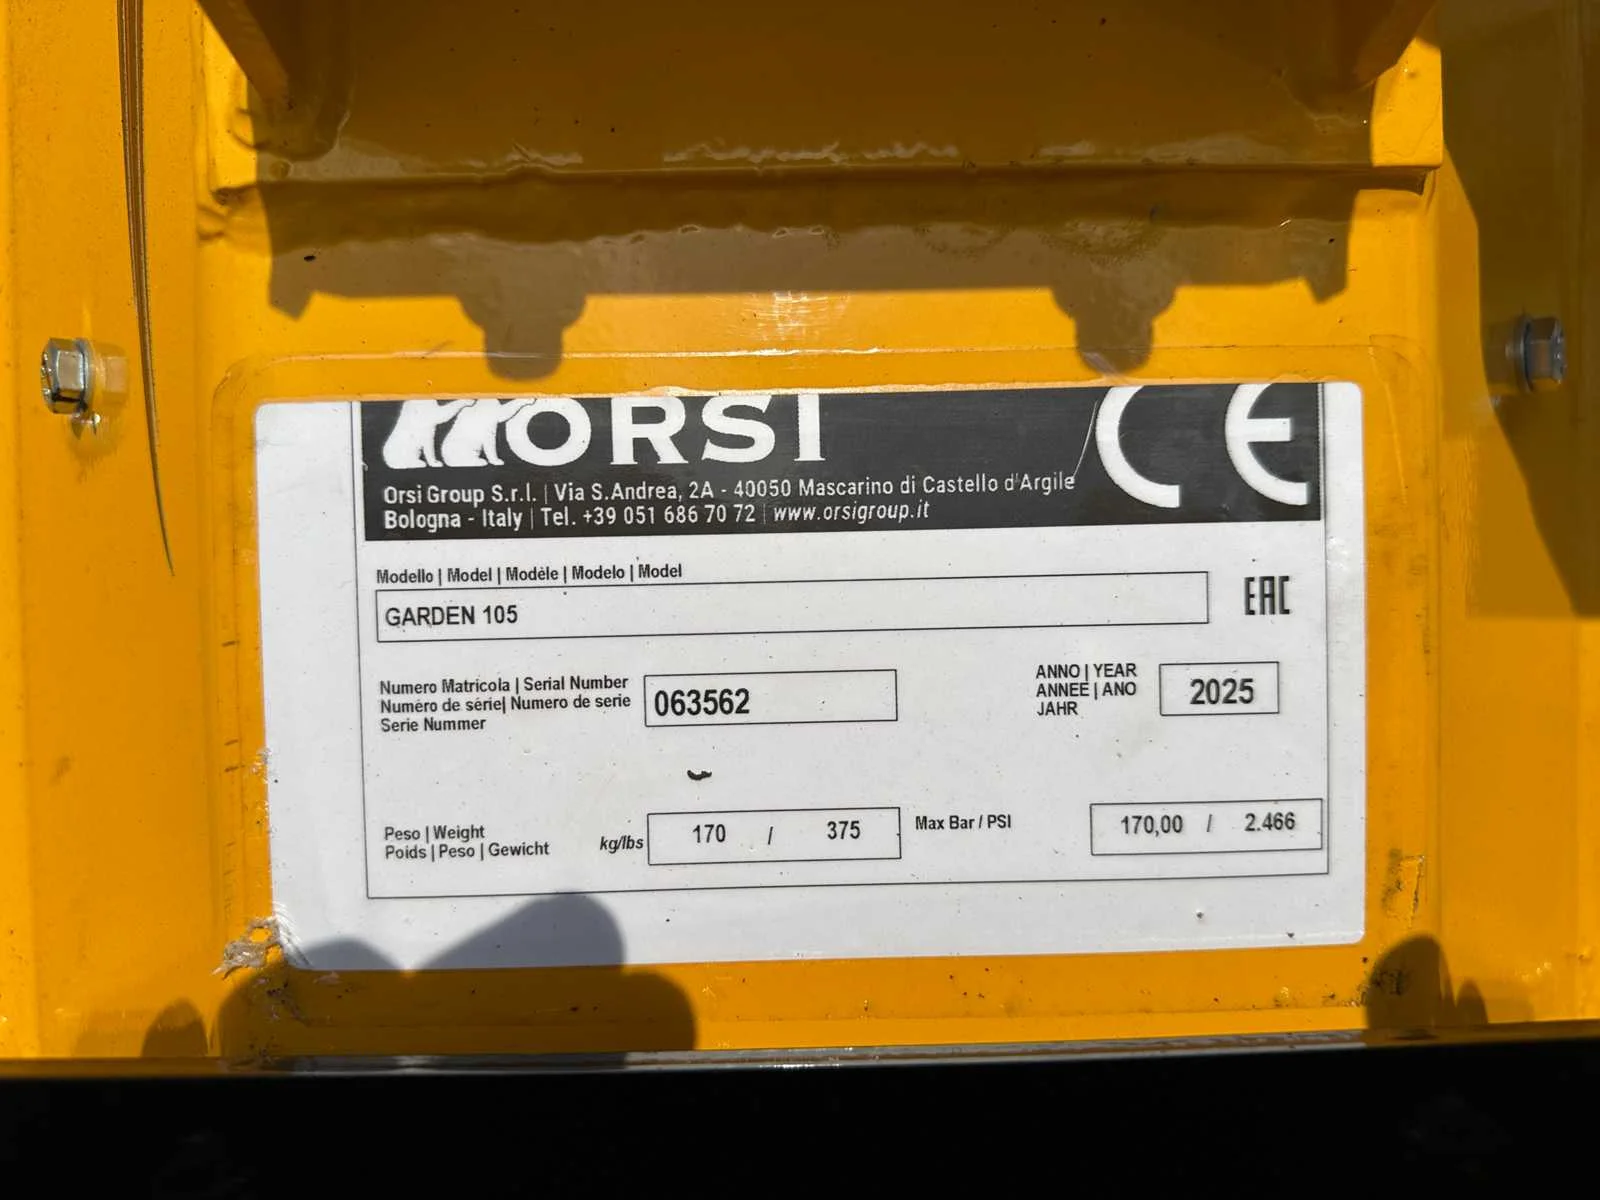 ORSI CE
Orsi Group S.r.l. | Via S.Andrea, 2A - 40050 Mascarino di Castello d'Argile
Bologna - Italy | Tel. +39 051 686 70 72 | www.orsigroup.it
Modello | Model | Modèle | Modelo | Model
GARDEN 105
EAC
Numero Matricola | Serial Number
Numéro de série| Numero de serie
Serie Nummer
063562
ANNO | YEAR
ANNEE | ANO
JAHR
2025
Peso | Weight
Poids | Peso | Gewicht
kg/lbs
170 / 375
Max Bar / PSI
170,00 / 2.466